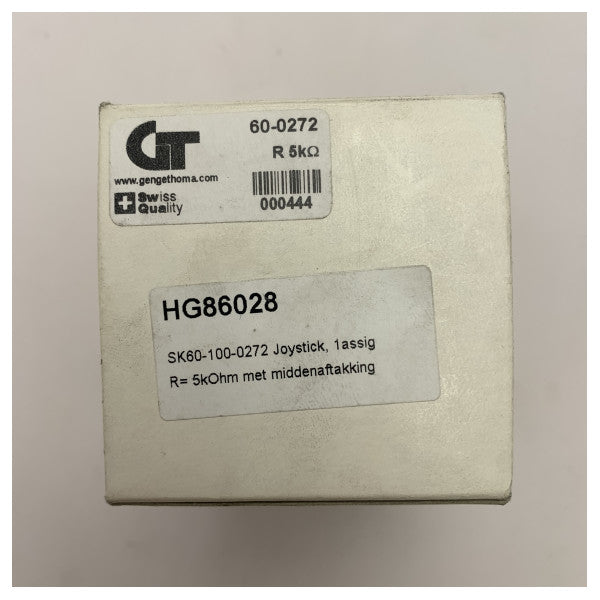 GT
60-0272
R 5kΩ
www.gengethoma.com
Swiss
Quality
000444
HG86028
SK60-100-0272 Joystick, 1assig
R= 5kOhm met middenaftakking